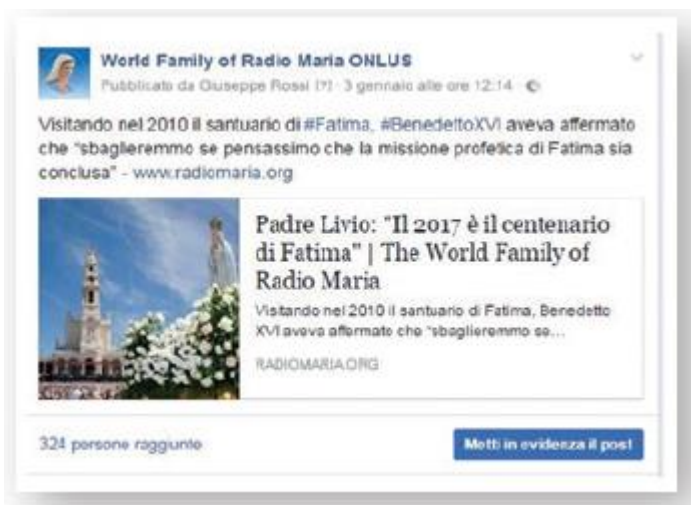 World Family of Radio Maria ONLUS
Pubblicato da Giuseppe Rossi [?] · 3 gennaio alle ore 12:14 ·
Visitando nel 2010 il santuario di #Fatima, #BenedettoXVI aveva affermato
che "sbaglieremmo se pensassimo che la missione profetica di Fatima sia
conclusa" - www.radiomaria.org
Padre Livio: "Il 2017 è il centenario
di Fatima" | The World Family of
Radio Maria
Visitando nel 2010 il santuario di Fatima, Benedetto
XVI aveva affermato che "sbaglieremmo se...
RADIOMARIA.ORG
324 persone raggiunte
Metti in evidenza il post